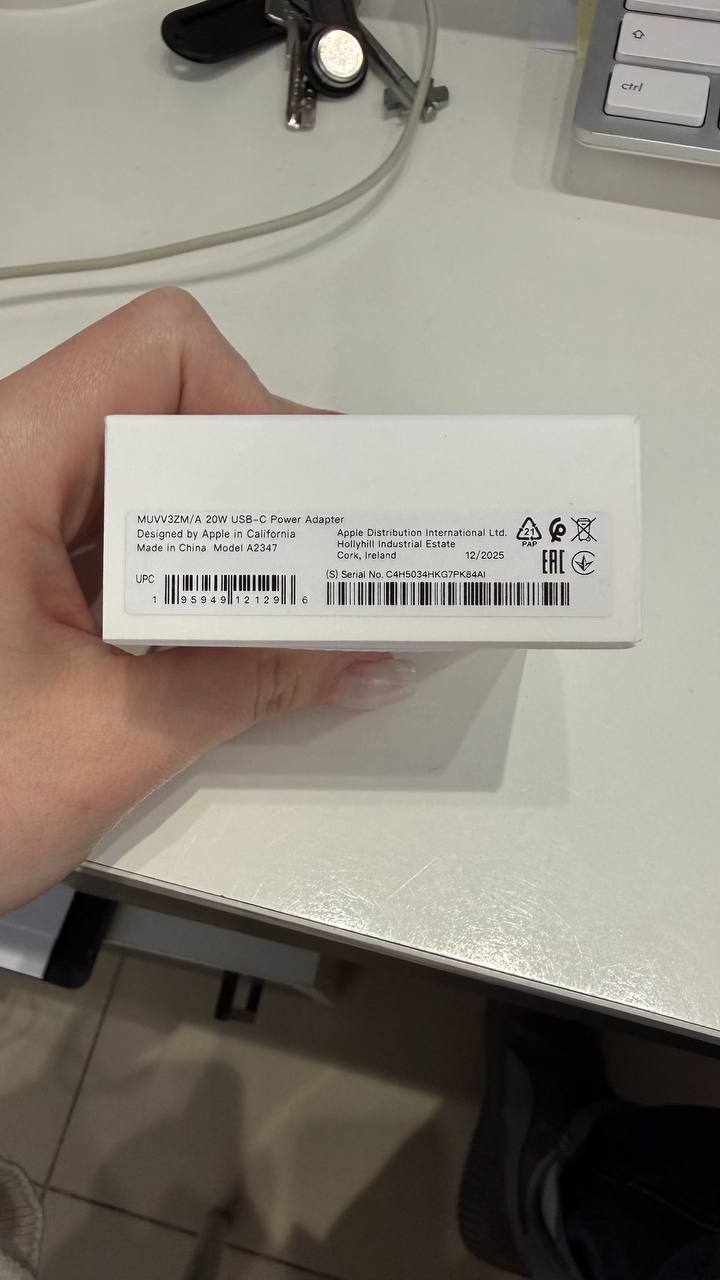 ctrl
MUVV3ZM/A 20W USB-C Power Adapter
Designed by Apple in California
Made in China Model A2347
Apple Distribution International Ltd.
Hollyhill Industrial Estate
Cork, Ireland 12/2025
21
PAP
EAC
UPC
1 95949 12129 6
(S) Serial No. C4H5034HKG7PK84AI